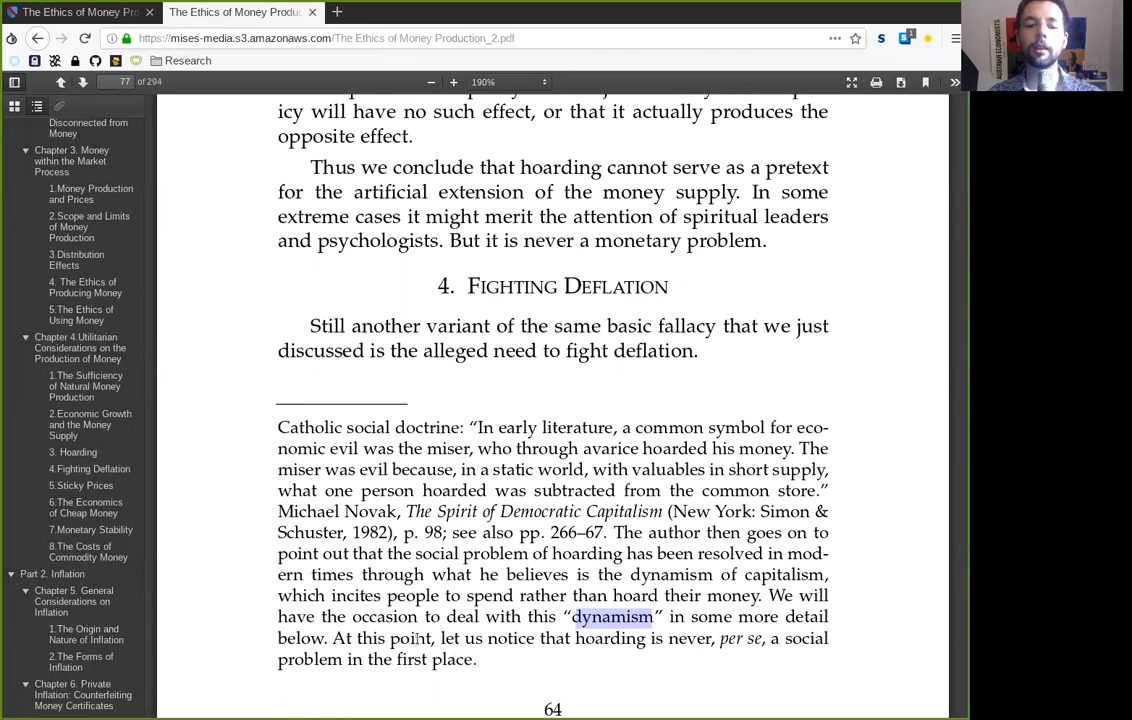 The Ethics of Money Pro
The Ethics of Money Produc
https://mises-media.s3.amazonaws.com/The Ethics of Money Production_2.pdf
S
1
Research
77 of 294
190%
AUSTRIAN ECONOMISTS
Disconnected from
Money
Chapter 3. Money
within the Market
Process
1.Money Production
and Prices
2.Scope and Limits
of Money
Production
3.Distribution
Effects
4. The Ethics of
Producing Money
5.The Ethics of
Using Money
Chapter 4.Utilitarian
Considerations on the
Production of Money
1.The Sufficiency
of Natural Money
Production
2.Economic Growth
and the Money
Supply
3. Hoarding
4.Fighting Deflation
5.Sticky Prices
6.The Economics
of Cheap Money
7.Monetary Stability
8.The Costs of
Commodity Money
Part 2. Inflation
Chapter 5. General
Considerations on
Inflation
1.The Origin and
Nature of Inflation
2.The Forms of
Inflation
Chapter 6. Private
Inflation: Counterfeiting
Money Certificates
icy will have no such effect, or that it actually produces the
opposite effect.
Thus we conclude that hoarding cannot serve as a pretext
for the artificial extension of the money supply. In some
extreme cases it might merit the attention of spiritual leaders
and psychologists. But it is never a monetary problem.
4. FIGHTING DEFLATION
Still another variant of the same basic fallacy that we just
discussed is the alleged need to fight deflation.
Catholic social doctrine: “In early literature, a common symbol for eco-
nomic evil was the miser, who through avarice hoarded his money. The
miser was evil because, in a static world, with valuables in short supply,
what one person hoarded was subtracted from the common store.”
Michael Novak, The Spirit of Democratic Capitalism (New York: Simon &
Schuster, 1982), p. 98; see also pp. 266–67. The author then goes on to
point out that the social problem of hoarding has been resolved in mod-
ern times through what he believes is the dynamism of capitalism,
which incites people to spend rather than hoard their money. We will
have the occasion to deal with this “dynamism” in some more detail
below. At this point, let us notice that hoarding is never, per se, a social
problem in the first place.
64